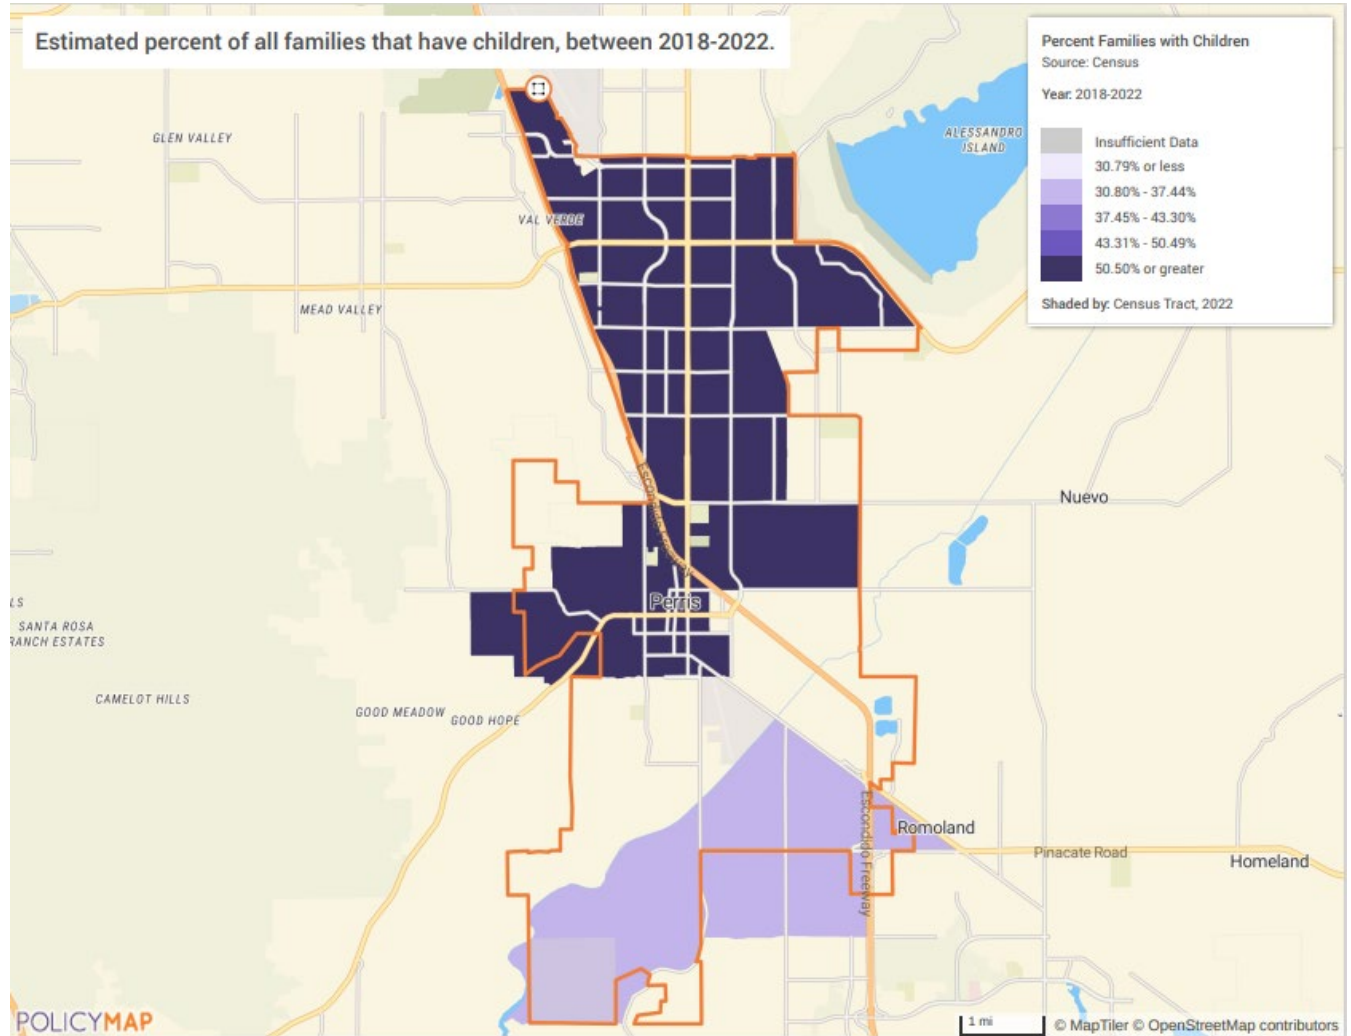 Estimated percent of all families that have children, between 2018-2022.
Percent Families with Children
Source: Census
Year: 2018-2022
Insufficient Data
30.79% or less
30.80% - 37.44%
37.45% - 43.30%
43.31% - 50.49%
50.50% or greater
Shaded by: Census Tract, 2022
GLEN VALLEY
ALESSANDRO
ISLAND
VAL VERDE
MEAD VALLEY
Escondido Freeway
Nuevo
Perris
LS
SANTA ROSA
RANCH ESTATES
CAMELOT HILLS
GOOD MEADOW
GOOD HOPE
Escondido Freeway
Romoland
Pinacate Road
Homeland
POLICYMAP
1 mi
© MapTiler © OpenStreetMap contributors